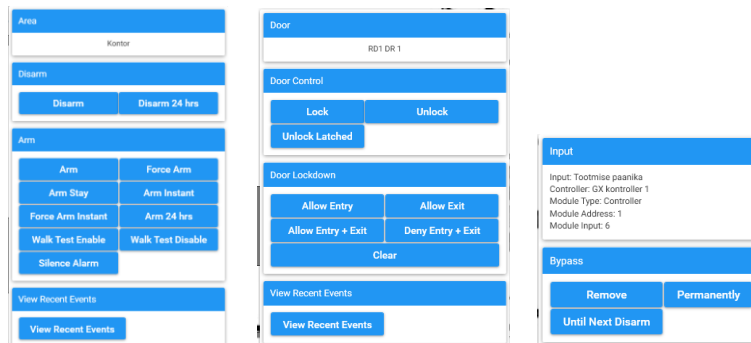 Area
Kontor
Disarm
Disarm
Disarm 24 hrs
Arm
Arm
Force Arm
Arm Stay
Arm Instant
Force Arm Instant
Arm 24 hrs
Walk Test Enable
Walk Test Disable
Silence Alarm
View Recent Events
View Recent Events
Door
RD1 DR 1
Door Control
Lock
Unlock
Unlock Latched
Door Lockdown
Allow Entry
Allow Exit
Allow Entry + Exit
Deny Entry + Exit
Clear
View Recent Events
View Recent Events
Input
Input: Tootmise paanika
Controller: GX kontroller 1
Module Type: Controller
Module Address: 1
Module Input: 6
Bypass
Remove
Permanently
Until Next Disarm